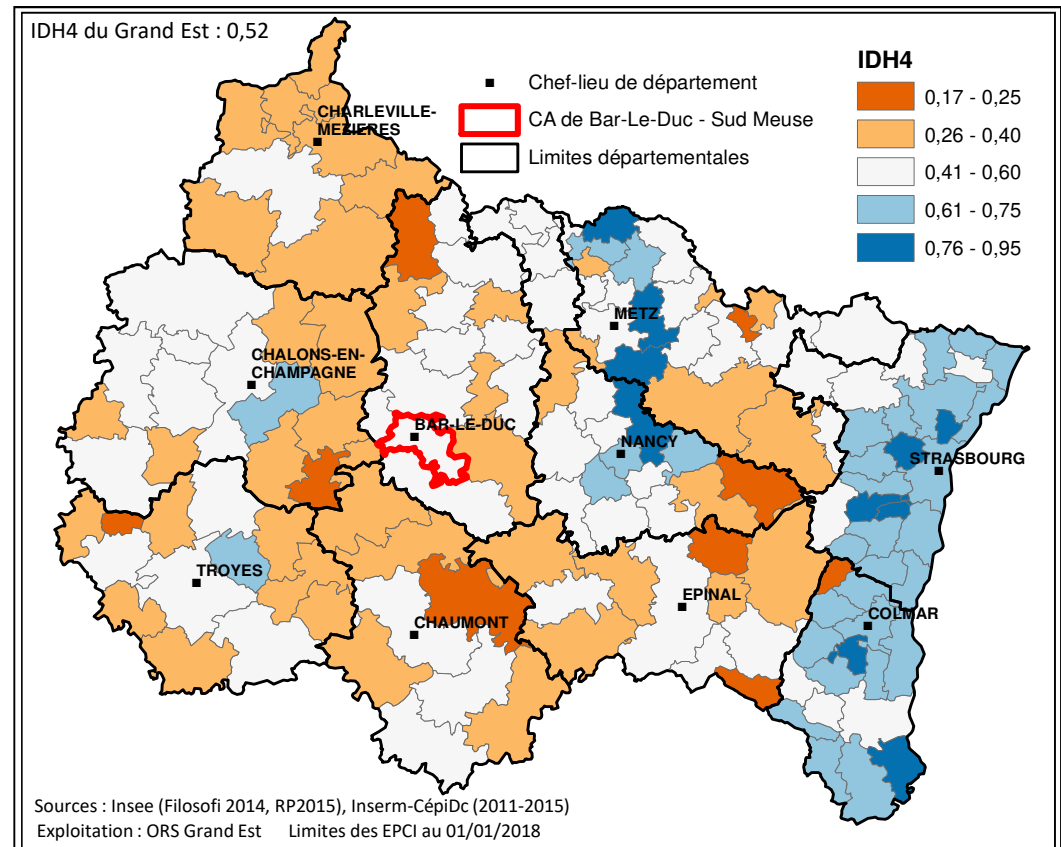 IDH4 du Grand Est : 0,52
IDH4
Chef-lieu de département
CA de Bar-Le-Duc - Sud Meuse
Limites départementales
0,17 - 0,25
0,26 - 0,40
0,41 - 0,60
0,61 - 0,75
0,76 - 0,95
CHARLEVILLE-
MEZIERES
METZ
CHALONS-EN-
CHAMPAGNE
BAR-LE-DUC
NANCY
STRASBOURG
TROYES
EPINAL
COLMAR
CHAUMONT
Sources : Insee (Filosofi 2014, RP2015), Inserm-CépiDc (2011-2015)
Exploitation : ORS Grand Est Limites des EPCI au 01/01/2018